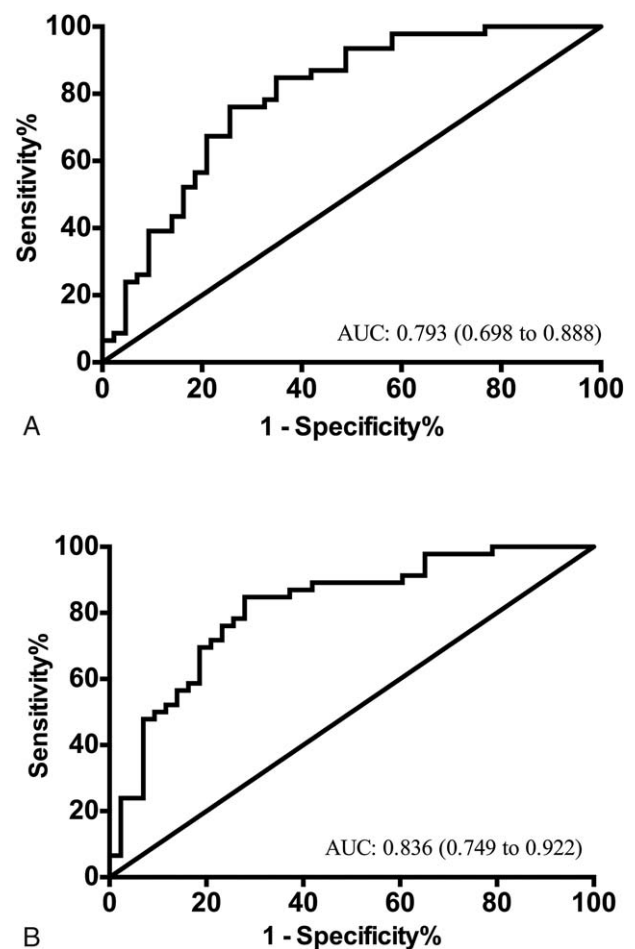 100
80
60
40
20
0
Sensitivity%
AUC: 0.793 (0.698 to 0.888)
0 20 40 60 80 100
A
1 - Specificity%
100
80
60
40
20
0
Sensitivity%
AUC: 0.836 (0.749 to 0.922)
0 20 40 60 80 100
B
1 - Specificity%